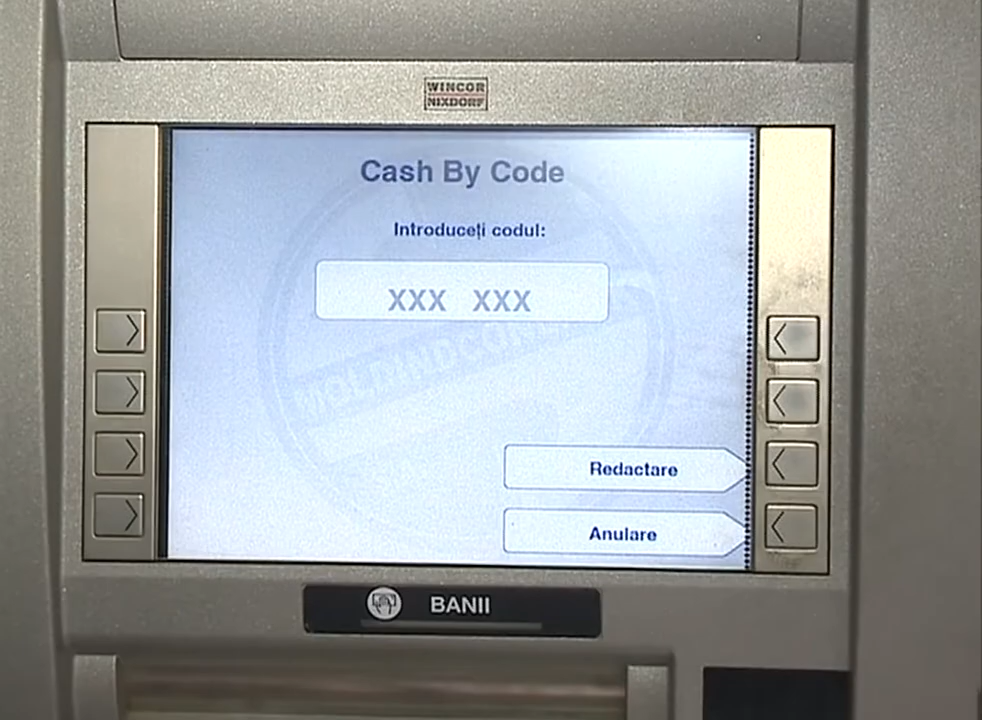 WINCOR
NIXDORF
Cash By Code
Introduceți codul:
XXX XXX
Redactare
Anulare
BANII